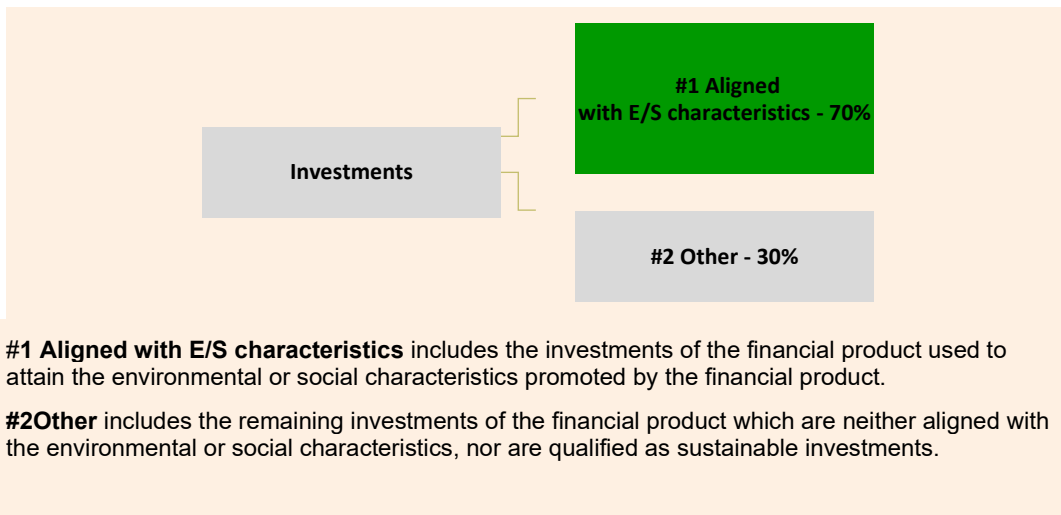 #1 Aligned
with E/S characteristics - 70%
Investments
#2 Other - 30%
#1 Aligned with E/S characteristics includes the investments of the financial product used to
attain the environmental or social characteristics promoted by the financial product.
#2Other includes the remaining investments of the financial product which are neither aligned with
the environmental or social characteristics, nor are qualified as sustainable investments.